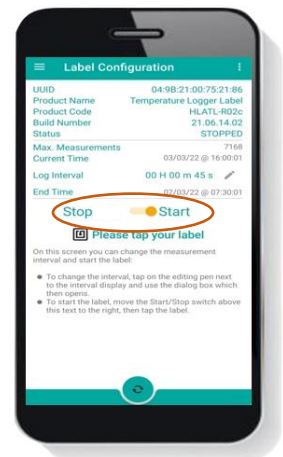 Label Configuration
UUID 04:9B:21:00:75:21:86
Product Name Temperature Logger Label
Product Code HLATL-R02c
Build Number 21.06.14.02
Status STOPPED
Max. Measurements 7168
Current Time 03/03/22 @ 16:00:01
Log Interval 00 H 00 m 45 s
End Time 07/03/22 @ 07:30:01
Stop Start
Please tap your label
On this screen you can change the measurement
interval and start the label:
● To change the interval, tap on the editing pen next
to the interval display and use the dialog box which
then opens.
● To start the label, move the Start/Stop switch above
this text to the right, then tap the label.